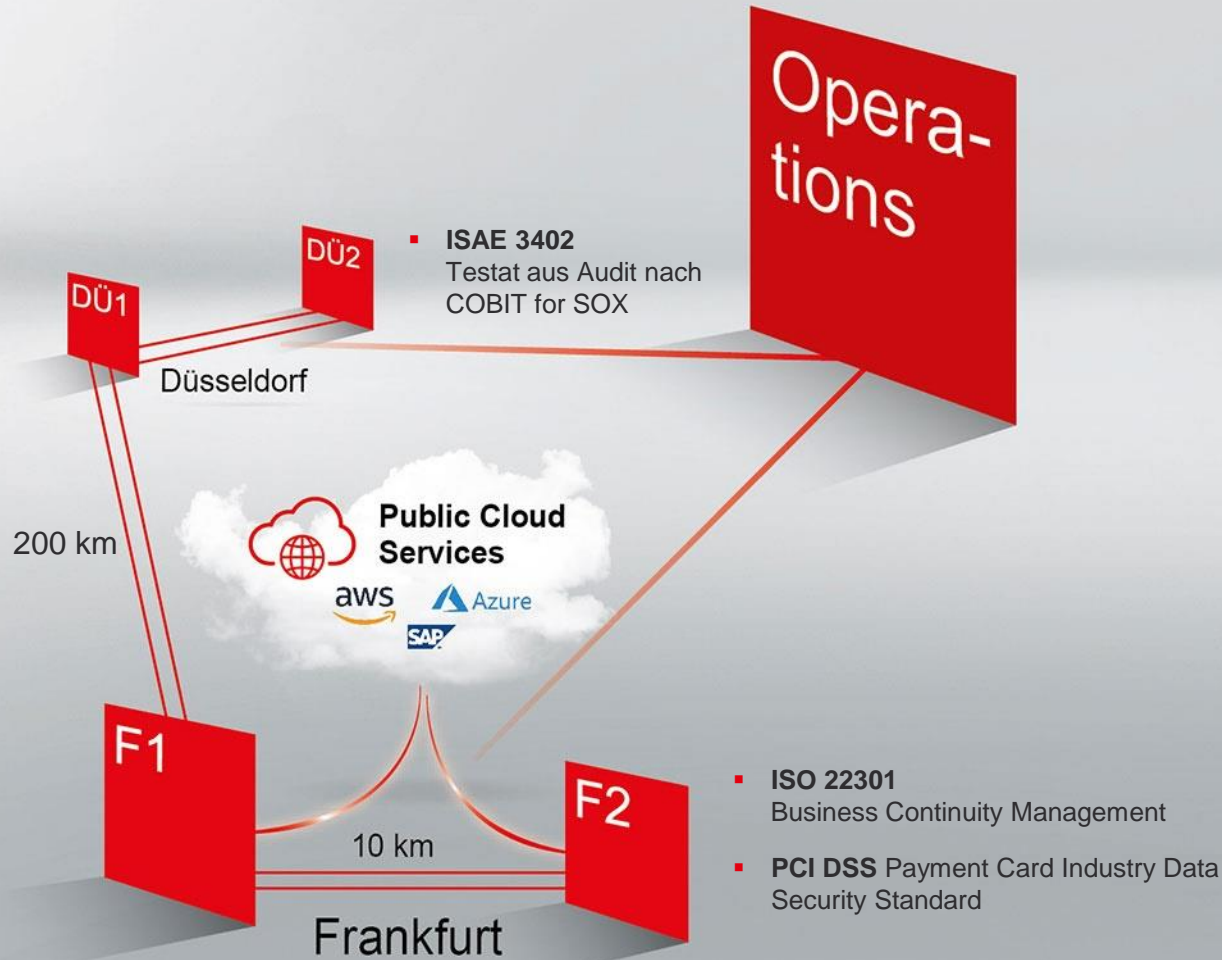 Opera-
tions
DÜ2
DÜ1
▪ ISAE 3402
Testat aus Audit nach
COBIT for SOX
Düsseldorf
200 km
Public Cloud
Services
aws
Azure
SAP
F1
F2
10 km
Frankfurt
▪ ISO 22301
Business Continuity Management
▪ PCI DSS Payment Card Industry Data
Security Standard